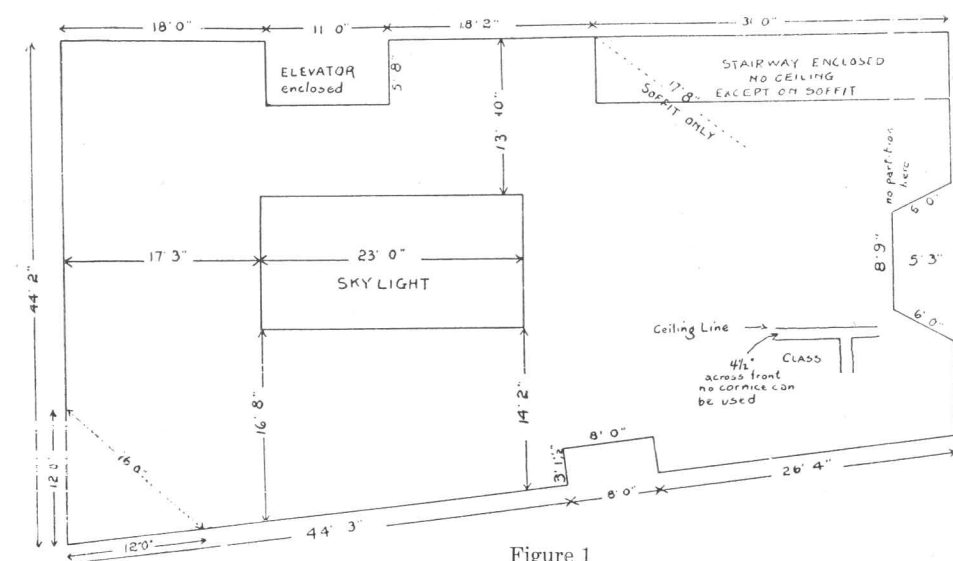 18'0"
11'0"
18'2"
31'0"
ELEVATOR
enclosed
5'8"
13'10"
17'8"
SOFFIT ONLY
STAIRWAY ENCLOSED
NO CEILING
EXCEPT ON SOFFIT
no partition
here
6'0"
8'9"
5'3"
6'0"
44'2"
17'3"
23'0"
SKYLIGHT
Ceiling Line
4½"
across front
no cornice can
be used
CLASS
16'8"
14'2"
12'0"
16'0"
12'0"
44'3"
3'1½"
8'0"
8'0"
26'4"
Figure 1